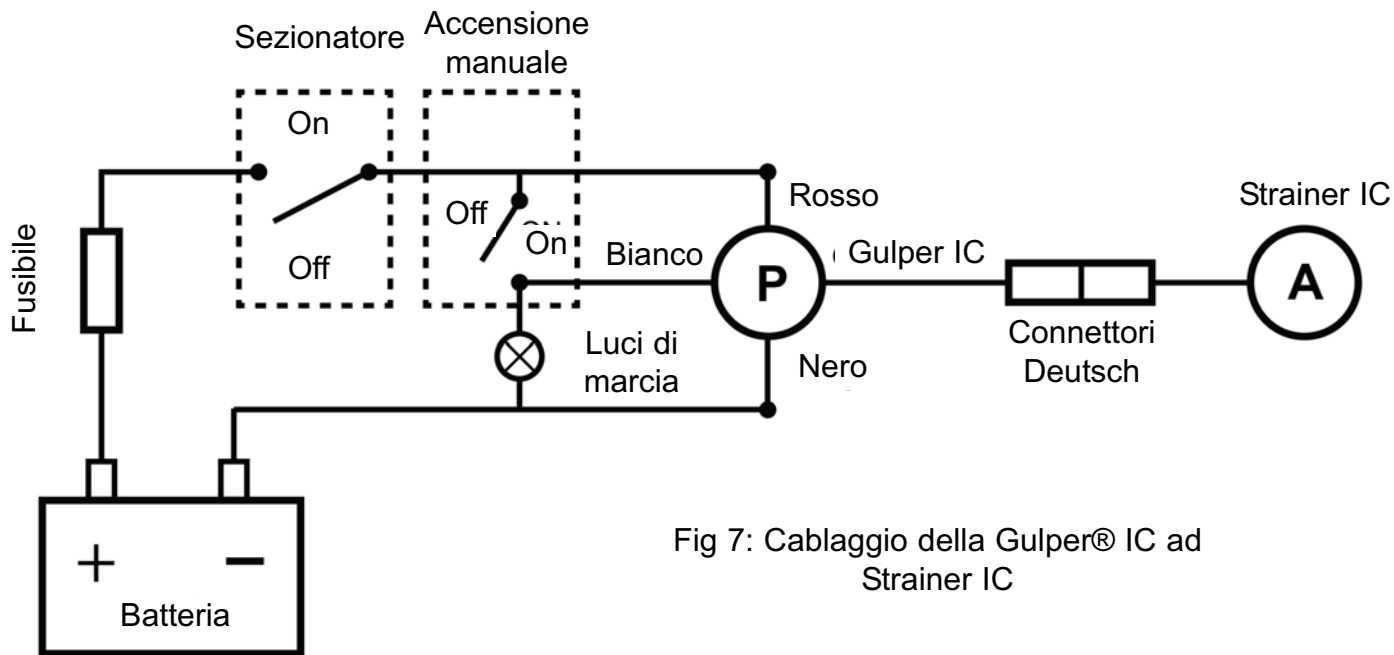 Sezionatore
Accensione
manuale
On
Off
Off
On
Fusibile
Rosso
Bianco
P
Gulper IC
Strainer IC
A
Connettori
Deutsch
Luci di
marcia
Nero
+ −
Batteria
Fig 7: Cablaggio della Gulper® IC ad
Strainer IC